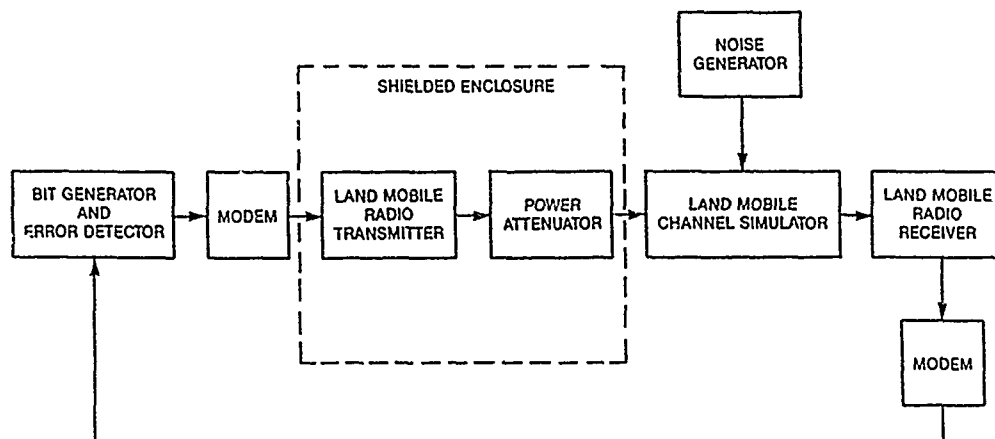 NOISE
GENERATOR
SHIELDED ENCLOSURE
BIT GENERATOR
AND
ERROR DETECTOR
MODEM
LAND MOBILE
RADIO
TRANSMITTER
POWER
ATTENUATOR
LAND MOBILE
CHANNEL SIMULATOR
LAND MOBILE
RADIO
RECEIVER
MODEM